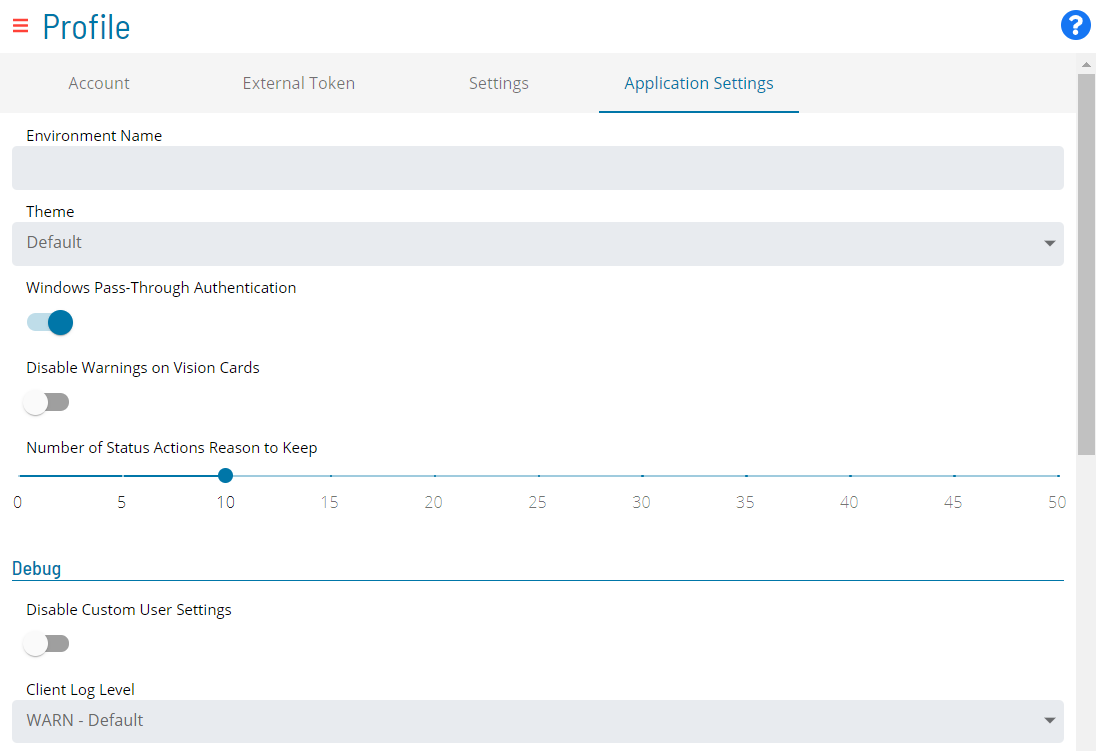 Profile
?
Account External Token Settings Application Settings
Environment Name
Theme
Default
Windows Pass-Through Authentication
Disable Warnings on Vision Cards
Number of Status Actions Reason to Keep
0 5 10 15 20 25 30 35 40 45 50
Debug
Disable Custom User Settings
Client Log Level
WARN - Default